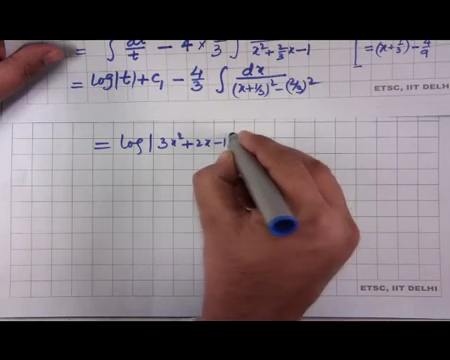 = ∫ dt/t - 4 × 1/3 ∫ dx/(x² + 2/3 x - 1) [ = (x + 1/3)² - 4/9
= log|t| + c₁ - 4/3 ∫ dx/((x+1/3)² - (2/3)²)
ETSC, IIT DELHI
= log|3x² + 2x - 1
ETSC, IIT DELHI